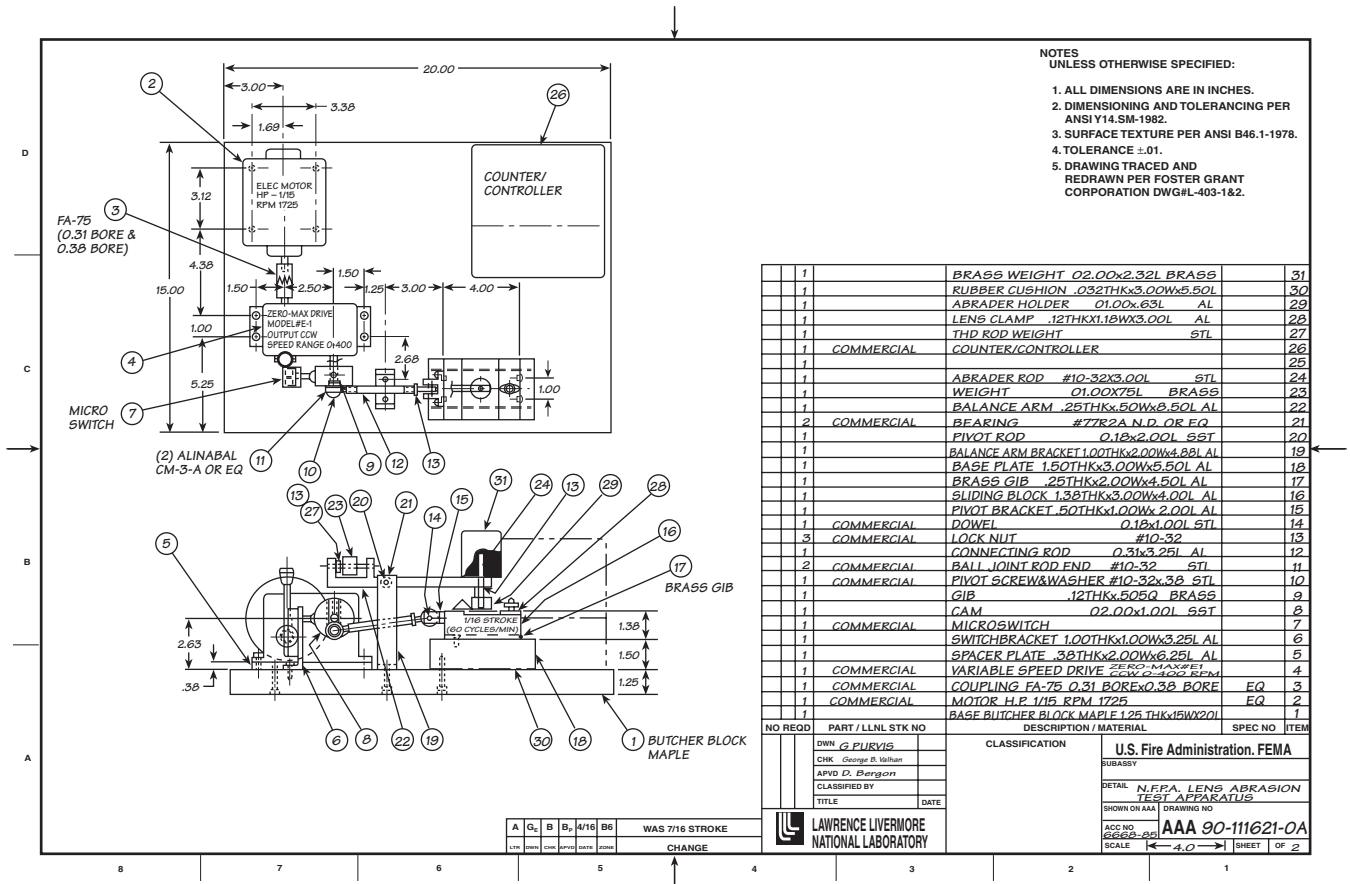 NOTES
UNLESS OTHERWISE SPECIFIED:
1. ALL DIMENSIONS ARE IN INCHES.
2. DIMENSIONING AND TOLERANCING PER
ANSI Y14.SM-1982.
3. SURFACE TEXTURE PER ANSI B46.1-1978.
4. TOLERANCE ±.01.
5. DRAWING TRACED AND
REDRAWN PER FOSTER GRANT
CORPORATION DWG#L-403-1&2.
D
C
B
A
20.00
3.00
3.38
1.69
2
26
ELEC MOTOR
HP – 1/15
RPM 1725
COUNTER/
CONTROLLER
3.12
3
FA-75
(0.31 BORE &
0.38 BORE)
4.38
15.00
1.50
1.50
2.50
1.25
3.00
4.00
1.00
ZERO-MAX DRIVE
MODEL#E-1
OUTPUT CCW
SPEED RANGE 0-400
4
5.25
2.68
1.00
7
MICRO
SWITCH
(2) ALINABAL
CM-3-A OR EQ
11
10
9
12
13
13
27
23
20
21
14
15
31
24
13
29
28
16
17
BRASS GIB
5
1/16 STROKE
(60 CYCLES/MIN)
2.63
.38
1.38
1.50
1.25
6
8
22
19
30
18
1
BUTCHER BLOCK
MAPLE
1 BRASS WEIGHT 02.00x2.32L BRASS 31
1 RUBBER CUSHION .032THKx3.00Wx5.50L 30
1 ABRADER HOLDER 01.00x.63L AL 29
1 LENS CLAMP .12THKX1.18WX3.00L AL 28
1 THD ROD WEIGHT STL 27
1 COMMERCIAL COUNTER/CONTROLLER 26
1 25
1 ABRADER ROD #10-32X3.00L STL 24
1 WEIGHT 01.00X75L BRASS 23
1 BALANCE ARM .25THKx.50Wx8.50L AL 22
2 COMMERCIAL BEARING #77R2A N.D. OR EQ 21
1 PIVOT ROD 0.18x2.00L SST 20
1 BALANCE ARM BRACKET 1.00THKx2.00Wx4.88L AL 19
1 BASE PLATE 1.50THKx3.00Wx5.50L AL 18
1 BRASS GIB .25THKx2.00Wx4.50L AL 17
1 SLIDING BLOCK 1.38THKx3.00Wx4.00L AL 16
1 PIVOT BRACKET .50THKx1.00Wx 2.00L AL 15
1 COMMERCIAL DOWEL 0.18x1.00L STL 14
3 COMMERCIAL LOCK NUT #10-32 13
1 CONNECTING ROD 0.31x3.25L AL 12
2 COMMERCIAL BALL JOINT ROD END #10-32 STL 11
1 COMMERCIAL PIVOT SCREW&WASHER #10-32x.38 STL 10
1 GIB .12THKx.505Q BRASS 9
1 CAM 02.00x1.00L SST 8
1 COMMERCIAL MICROSWITCH 7
1 SWITCHBRACKET 1.00THKx1.00Wx3.25L AL 6
1 SPACER PLATE .38THKx2.00Wx6.25L AL 5
1 COMMERCIAL VARIABLE SPEED DRIVE ZERO-MAX#E1 CCW 0-400 RPM 4
1 COMMERCIAL COUPLING FA-75 0.31 BOREx0.38 BORE EQ 3
1 COMMERCIAL MOTOR H.P. 1/15 RPM 1725 EQ 2
1 BASE BUTCHER BLOCK MAPLE 1.25 THKx15WX20L 1
NO REQD PART / LLNL STK NO DESCRIPTION / MATERIAL SPEC NO ITEM
DWN G PURVIS
CHK George B. Valhan
APVD D. Bergon
CLASSIFIED BY
TITLE DATE
CLASSIFICATION
U.S. Fire Administration. FEMA
SUBASSY
DETAIL N.F.P.A. LENS ABRASION
TEST APPARATUS
SHOWN ON AAA DRAWING NO
ACC NO 6668-85 AAA 90-111621-0A
SCALE 4.0 SHEET OF 2
LAWRENCE LIVERMORE
NATIONAL LABORATORY
A GE B BP 4/16 B6 WAS 7/16 STROKE
LTR DWN CHK APVD DATE ZONE CHANGE
8 7 6 5 4 3 2 1